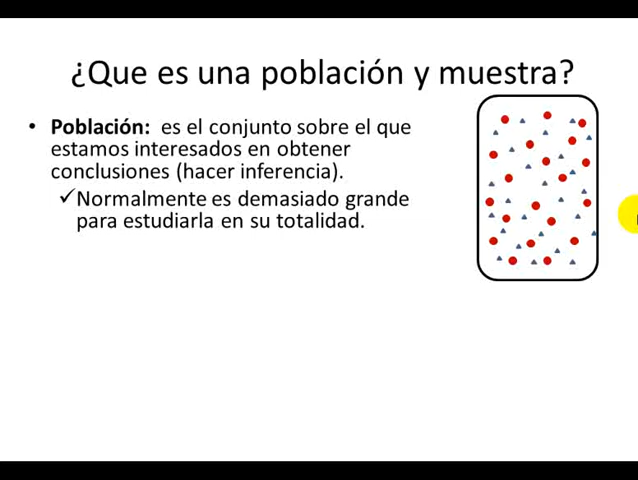 ¿Que es una población y muestra?
• Población: es el conjunto sobre el que
estamos interesados en obtener
conclusiones (hacer inferencia).
✓Normalmente es demasiado grande
para estudiarla en su totalidad.